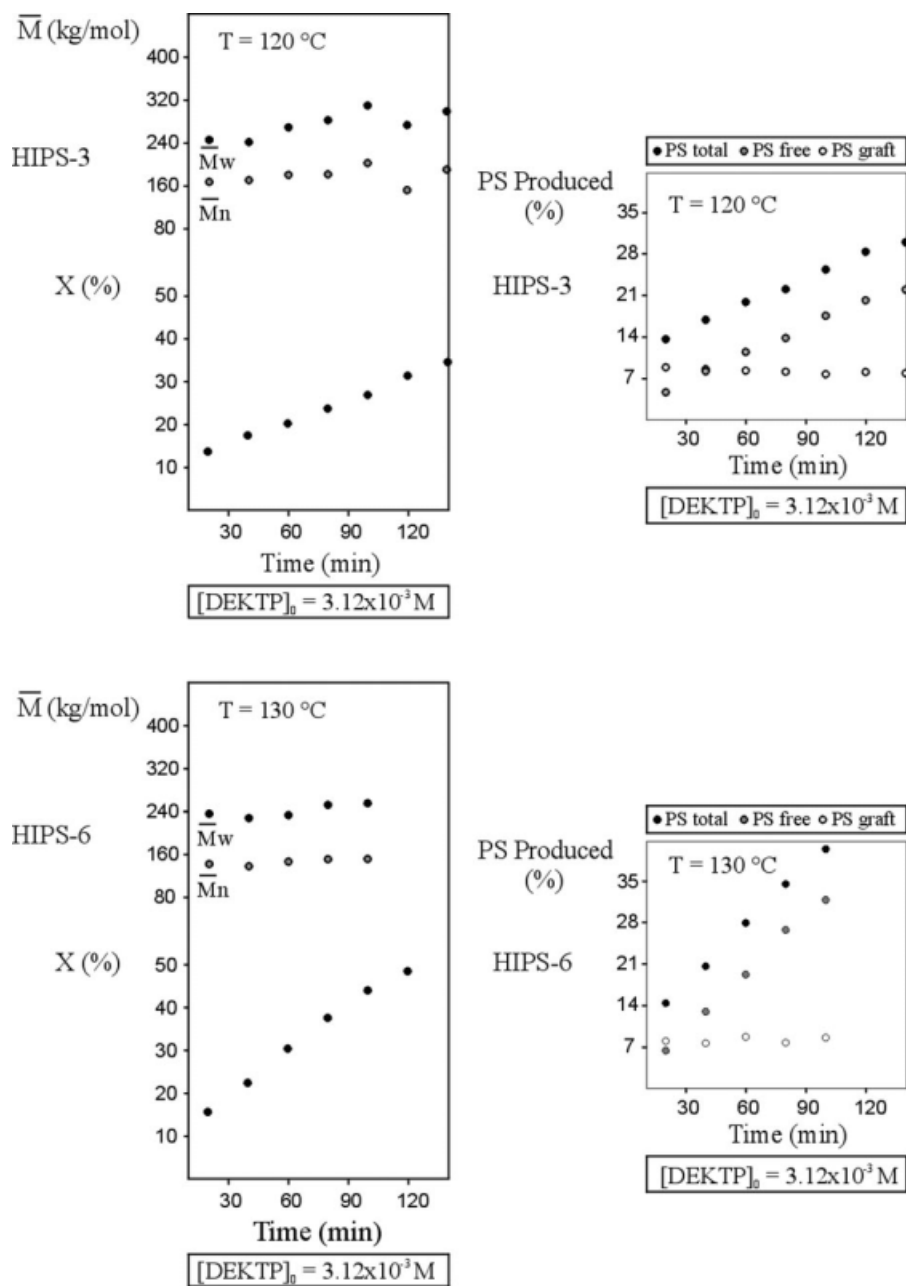 M̅ (kg/mol)
T = 120 °C
400
320
240
160
80
HIPS-3
M̅w
M̅n
X (%)
50
40
30
20
10
30 60 90 120
Time (min)
[DEKTP]₀ = 3.12x10⁻³ M
PS total PS free PS graft
PS Produced
(%)
T = 120 °C
35
28
21
14
7
HIPS-3
30 60 90 120
Time (min)
[DEKTP]₀ = 3.12x10⁻³ M
M̅ (kg/mol)
T = 130 °C
400
320
240
160
80
HIPS-6
M̅w
M̅n
X (%)
50
40
30
20
10
30 60 90 120
Time (min)
[DEKTP]₀ = 3.12x10⁻³ M
PS total PS free PS graft
PS Produced
(%)
T = 130 °C
35
28
21
14
7
HIPS-6
30 60 90 120
Time (min)
[DEKTP]₀ = 3.12x10⁻³ M